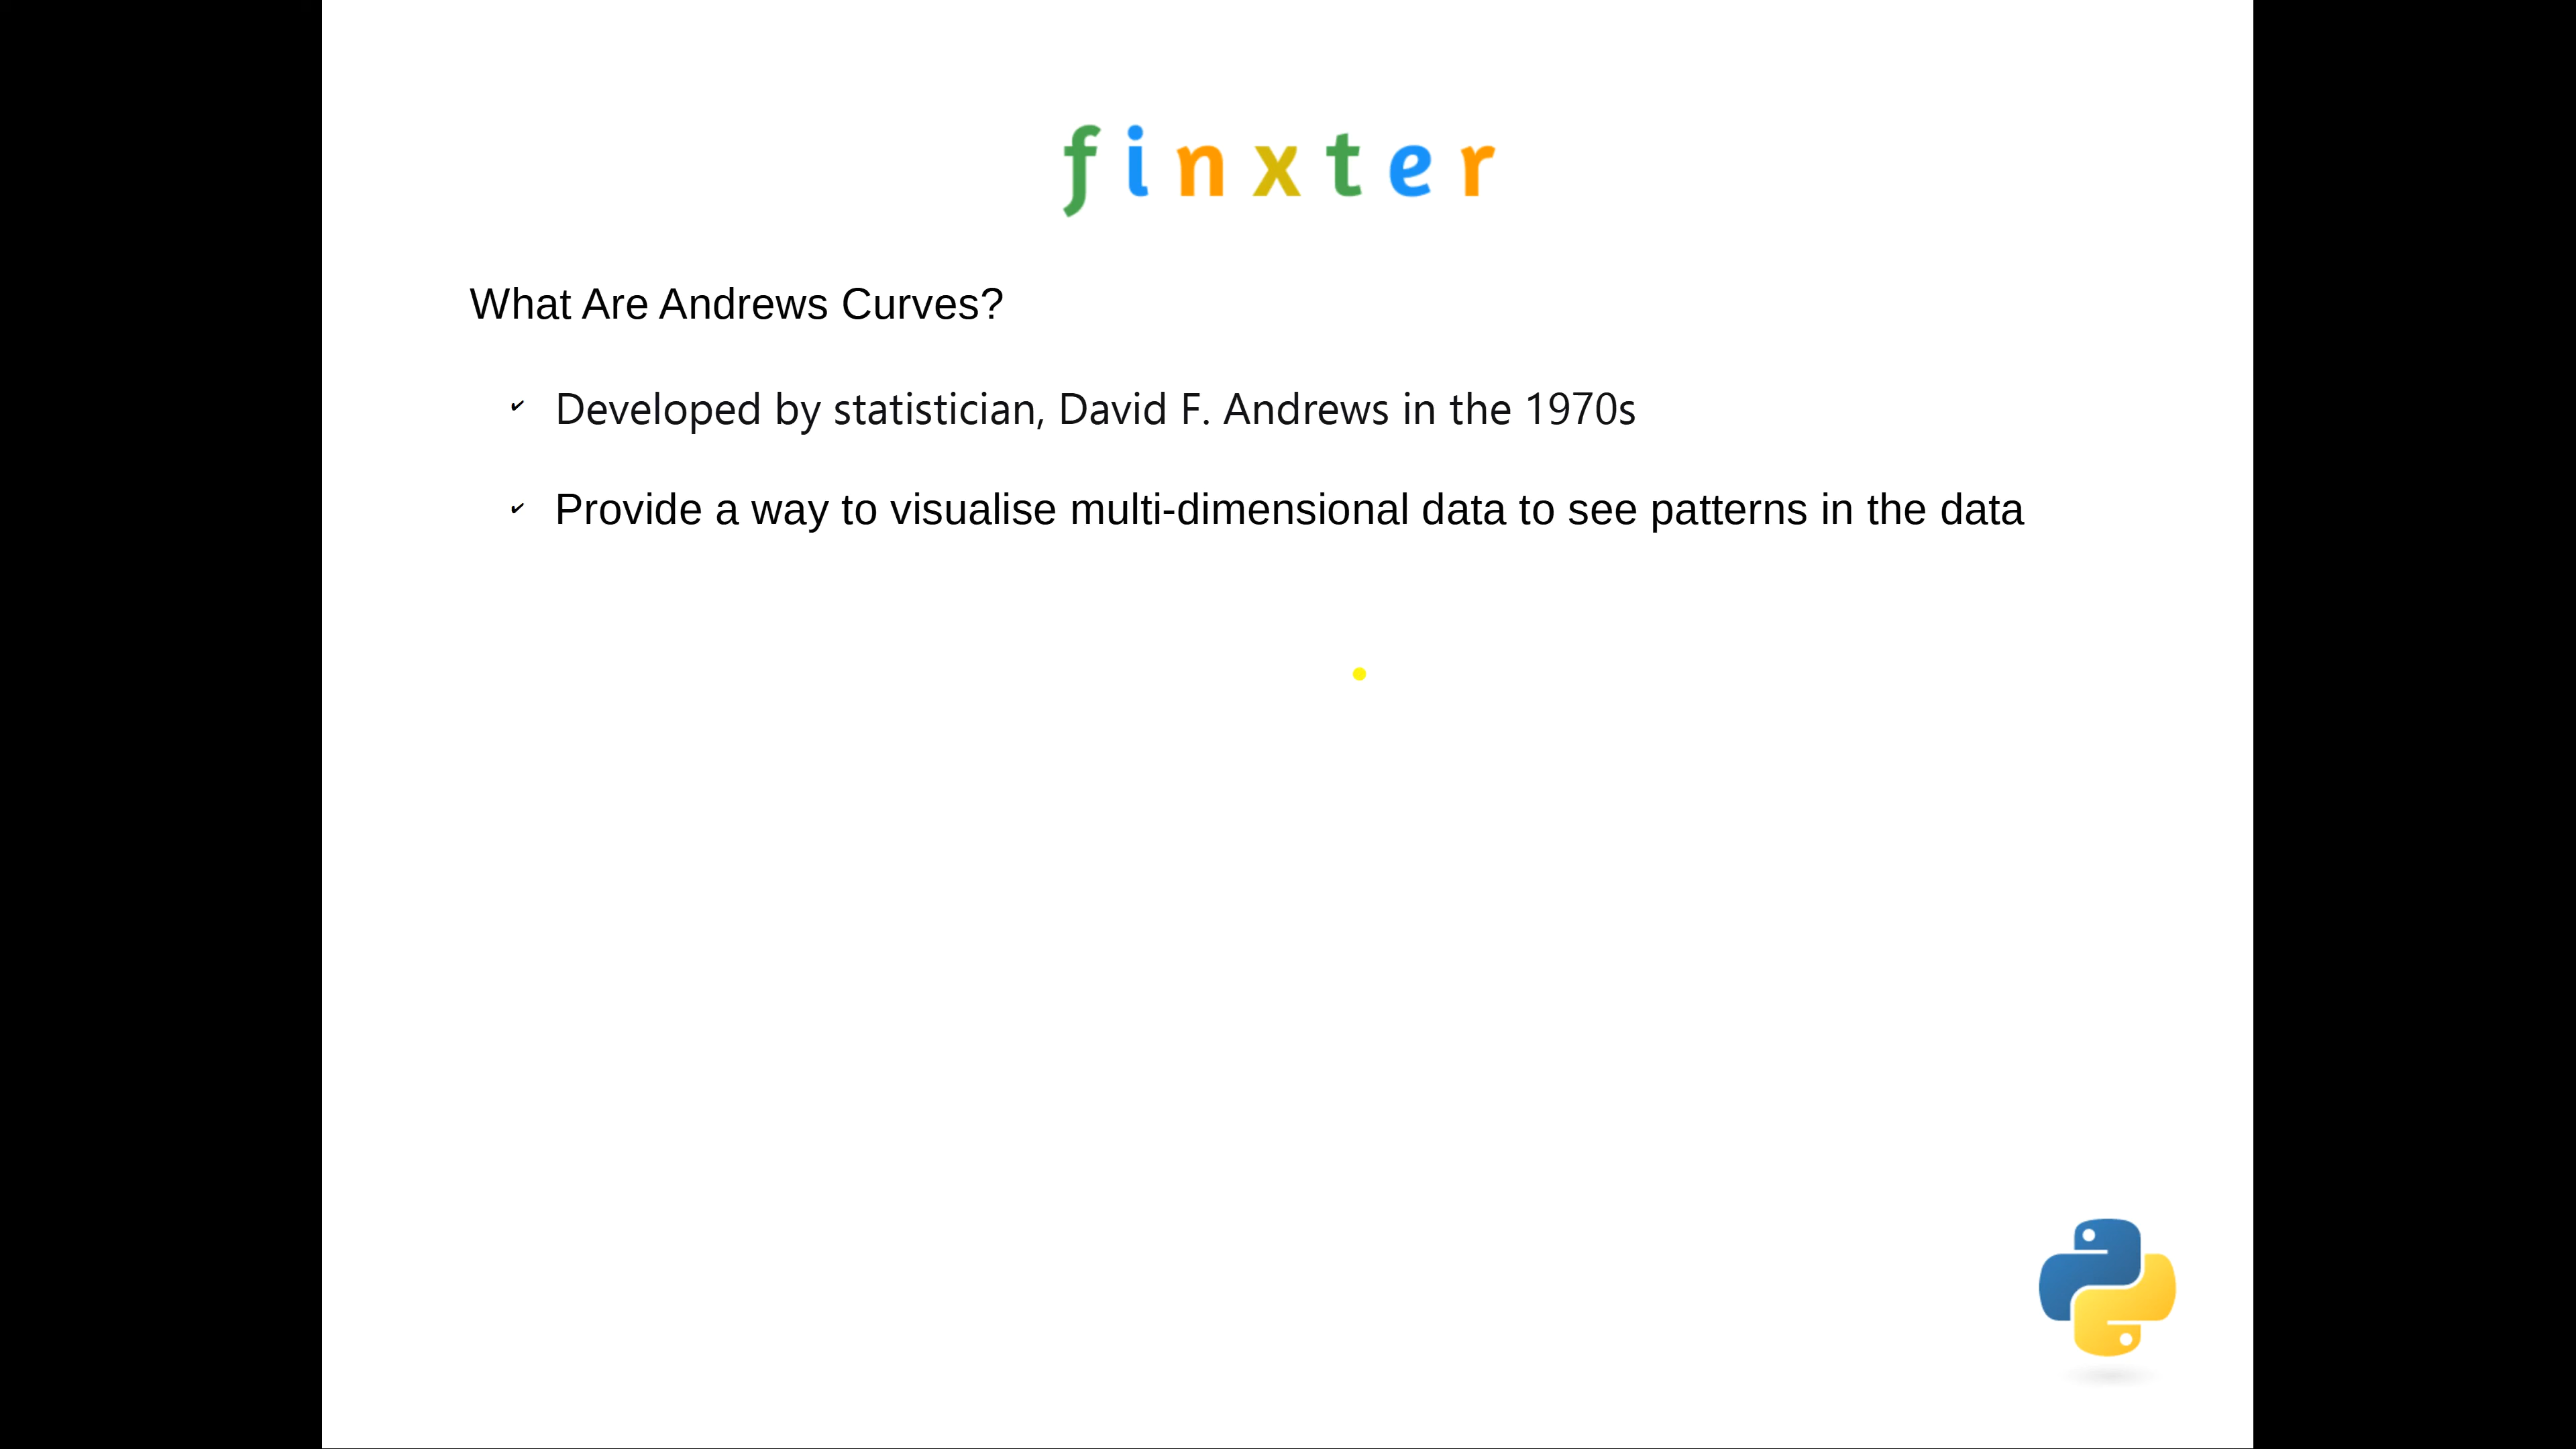 finxter
What Are Andrews Curves?
✔ Developed by statistician, David F. Andrews in the 1970s
✔ Provide a way to visualise multi-dimensional data to see patterns in the data